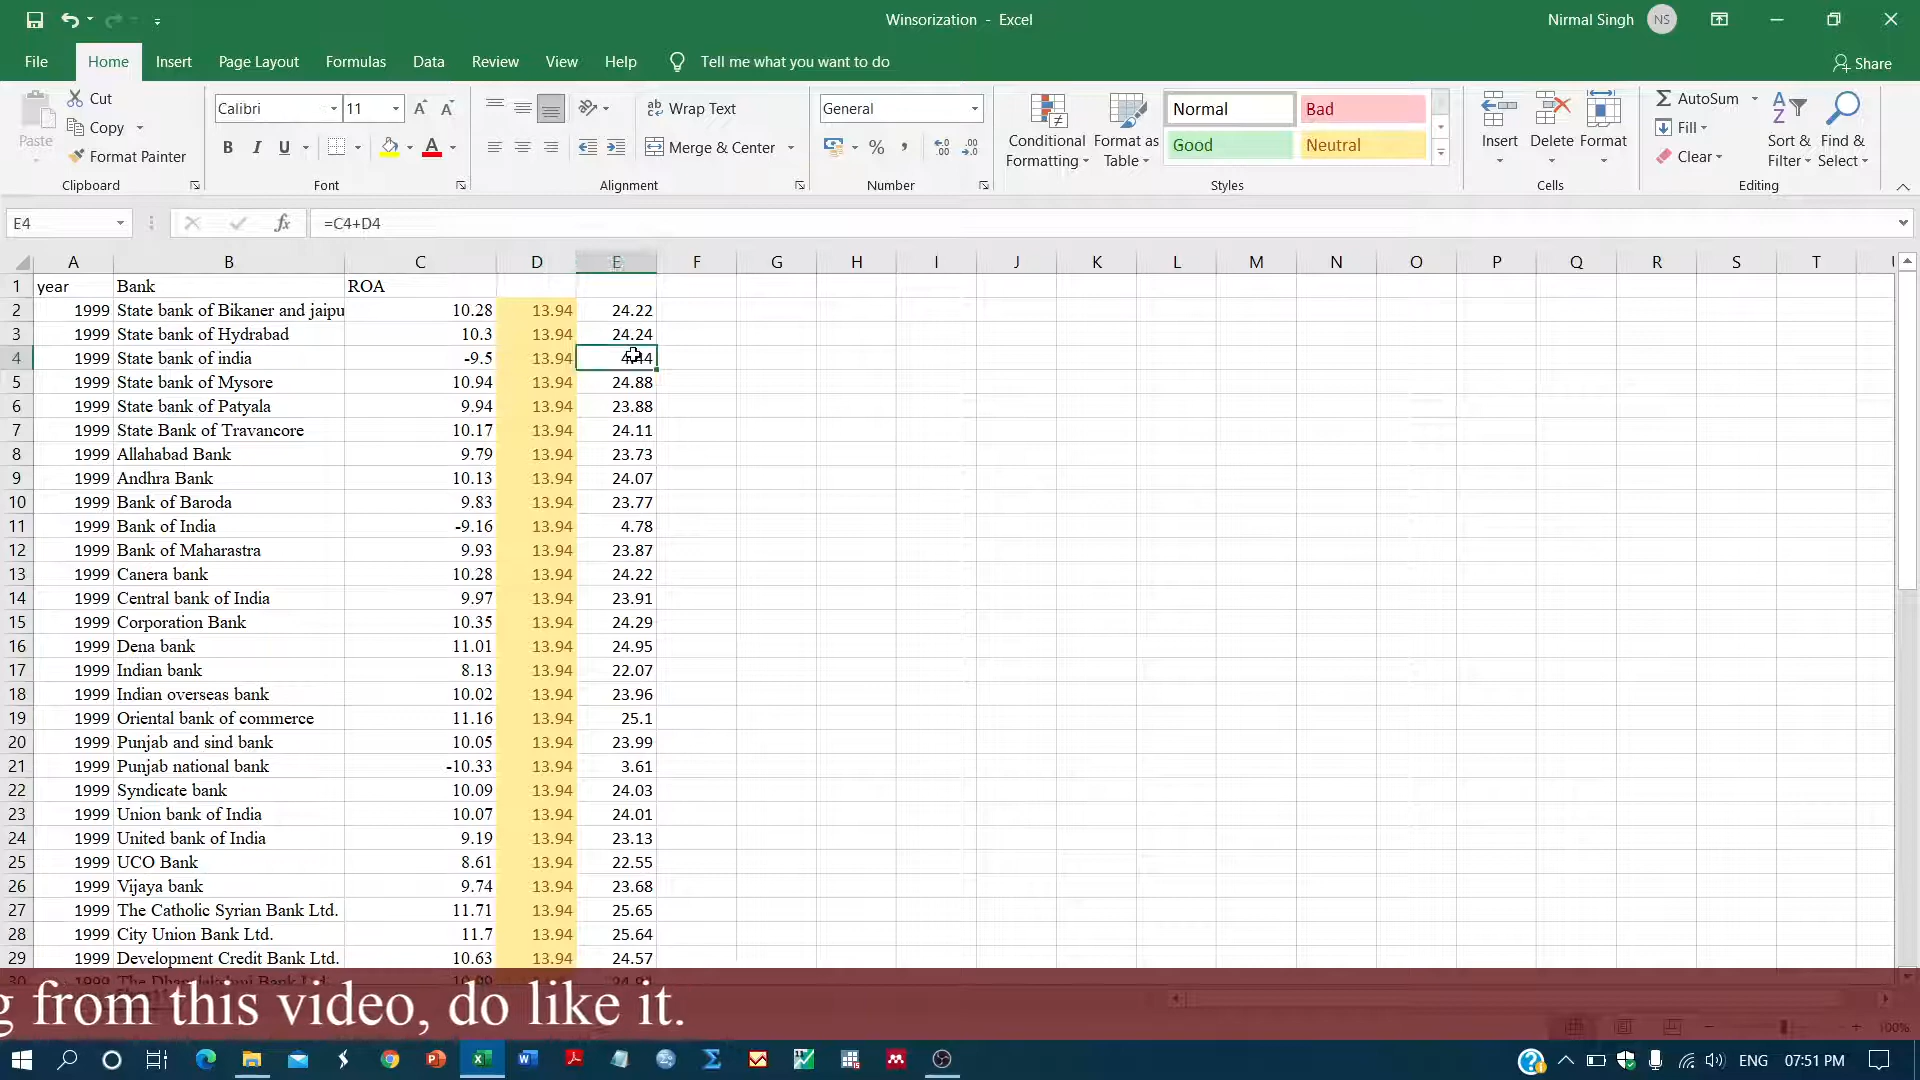 Winsorization - Excel
Nirmal Singh NS
File Home Insert Page Layout Formulas Data Review View Help Tell me what you want to do Share
Paste Cut Copy Format Painter
Calibri 11 Wrap Text General
B I U Merge & Center % ,
Conditional Formatting Format as Table Normal Bad Good Neutral
Insert Delete Format AutoSum Fill Clear Sort & Filter Find & Select
Clipboard Font Alignment Number Styles Cells Editing
E4 fx =C4+D4
A B C D E F G H I J K L M N O P Q R S T
1 year Bank ROA
2 1999 State bank of Bikaner and jaipu 10.28 13.94 24.22
3 1999 State bank of Hydrabad 10.3 13.94 24.24
4 1999 State bank of india -9.5 13.94 4.44
5 1999 State bank of Mysore 10.94 13.94 24.88
6 1999 State bank of Patyala 9.94 13.94 23.88
7 1999 State Bank of Travancore 10.17 13.94 24.11
8 1999 Allahabad Bank 9.79 13.94 23.73
9 1999 Andhra Bank 10.13 13.94 24.07
10 1999 Bank of Baroda 9.83 13.94 23.77
11 1999 Bank of India -9.16 13.94 4.78
12 1999 Bank of Maharastra 9.93 13.94 23.87
13 1999 Canera bank 10.28 13.94 24.22
14 1999 Central bank of India 9.97 13.94 23.91
15 1999 Corporation Bank 10.35 13.94 24.29
16 1999 Dena bank 11.01 13.94 24.95
17 1999 Indian bank 8.13 13.94 22.07
18 1999 Indian overseas bank 10.02 13.94 23.96
19 1999 Oriental bank of commerce 11.16 13.94 25.1
20 1999 Punjab and sind bank 10.05 13.94 23.99
21 1999 Punjab national bank -10.33 13.94 3.61
22 1999 Syndicate bank 10.09 13.94 24.03
23 1999 Union bank of India 10.07 13.94 24.01
24 1999 United bank of India 9.19 13.94 23.13
25 1999 UCO Bank 8.61 13.94 22.55
26 1999 Vijaya bank 9.74 13.94 23.68
27 1999 The Catholic Syrian Bank Ltd. 11.71 13.94 25.65
28 1999 City Union Bank Ltd. 11.7 13.94 25.64
29 1999 Development Credit Bank Ltd. 10.63 13.94 24.57
g from this video, do like it.
100%
ENG 07:51 PM